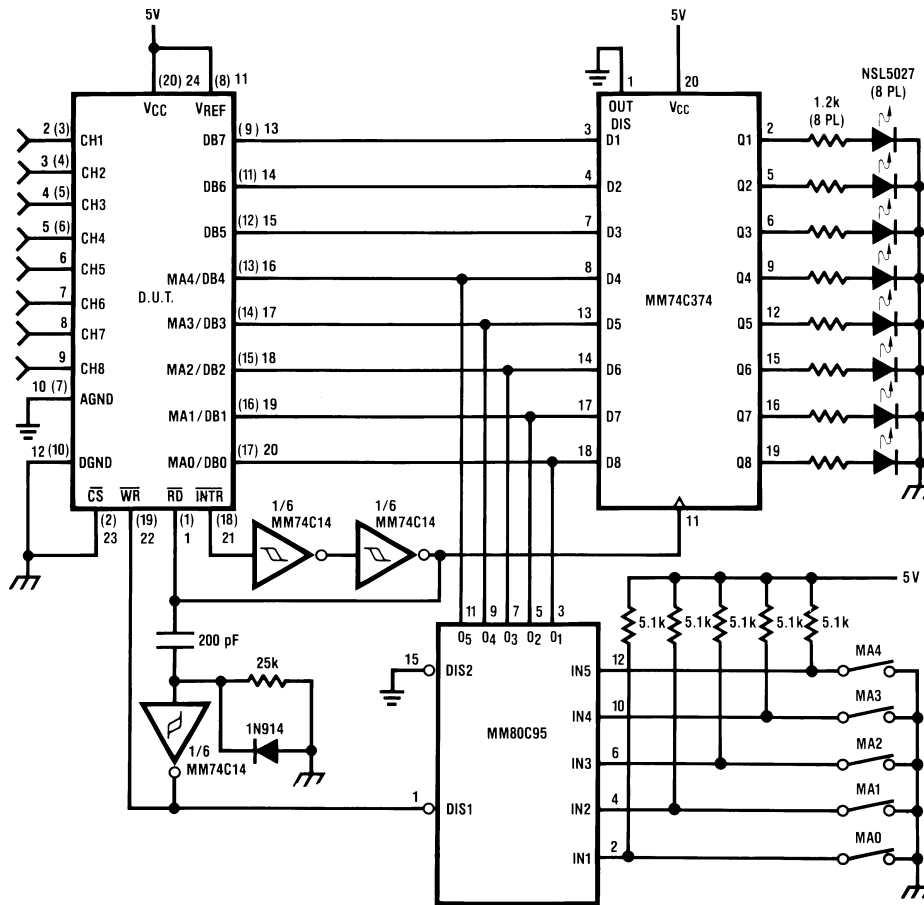 5V
5V
(20) 24
(8) 11
1
20
NSL5027
(8 PL)
VCC
VREF
OUT
DIS
VCC
1.2k
(8 PL)
2 (3)
CH1
DB7
(9) 13
3
D1
Q1
2
3 (4)
CH2
DB6
(11) 14
4
D2
Q2
5
4 (5)
CH3
DB5
(12) 15
7
D3
Q3
6
5 (6)
CH4
6
CH5
MA4/DB4
(13) 16
8
D4
Q4
9
D.U.T.
MM74C374
7
CH6
8
CH7
MA3/DB3
(14) 17
13
D5
Q5
12
9
CH8
MA2/DB2
(15) 18
14
D6
Q6
15
10 (7)
AGND
MA1/DB1
(16) 19
17
D7
Q7
16
12 (10)
DGND
MA0/DB0
(17) 20
18
D8
Q8
19
CS
WR
RD
INTR
(2)
23
(19)
22
(1)
1
(18)
21
1/6
MM74C14
1/6
MM74C14
11
5V
200 pF
25k
1N914
1/6
MM74C14
11
9
7
5
3
O5
O4
O3
O2
O1
5.1k
5.1k
5.1k
5.1k
5.1k
15
DIS2
IN5
12
MA4
MM80C95
IN4
10
MA3
IN3
6
MA2
1
DIS1
IN2
4
MA1
IN1
2
MA0